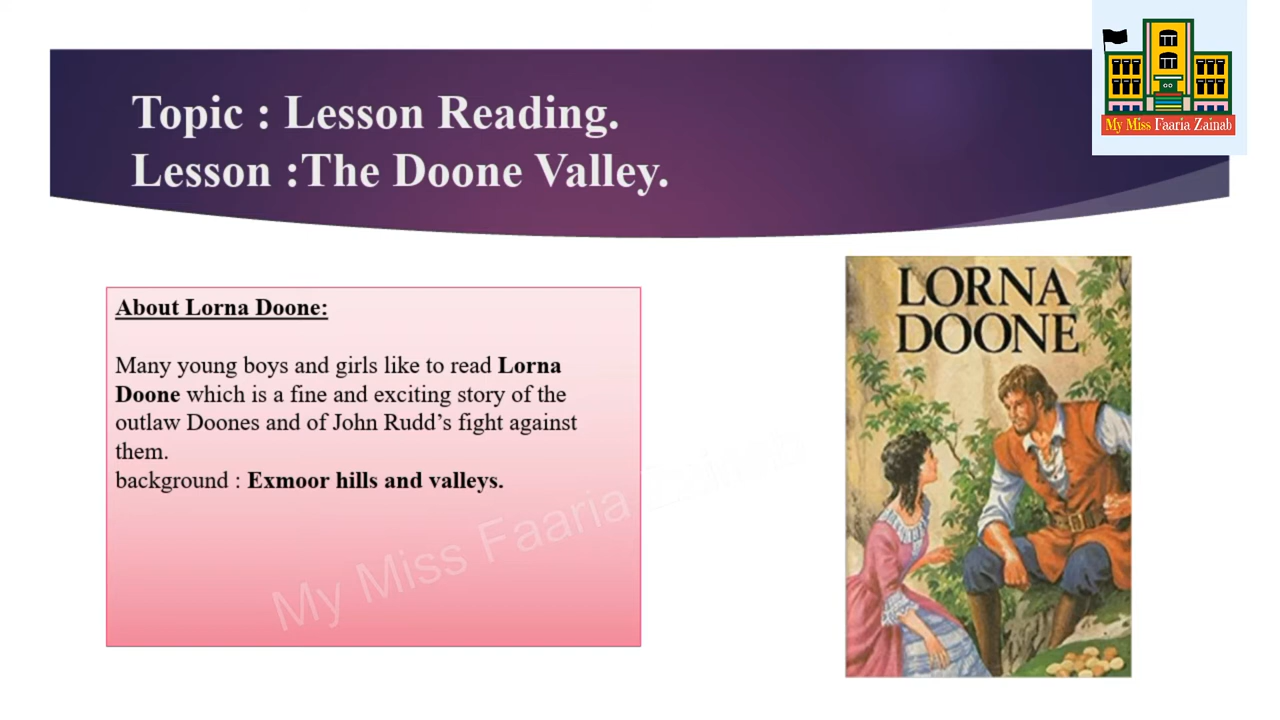 Topic : Lesson Reading.
Lesson :The Doone Valley.
My Miss Faaria Zainab
About Lorna Doone:
Many young boys and girls like to read Lorna
Doone which is a fine and exciting story of the
outlaw Doones and of John Rudd’s fight against
them.
background : Exmoor hills and valleys.
My Miss Faaria Zainab
LORNA
DOONE